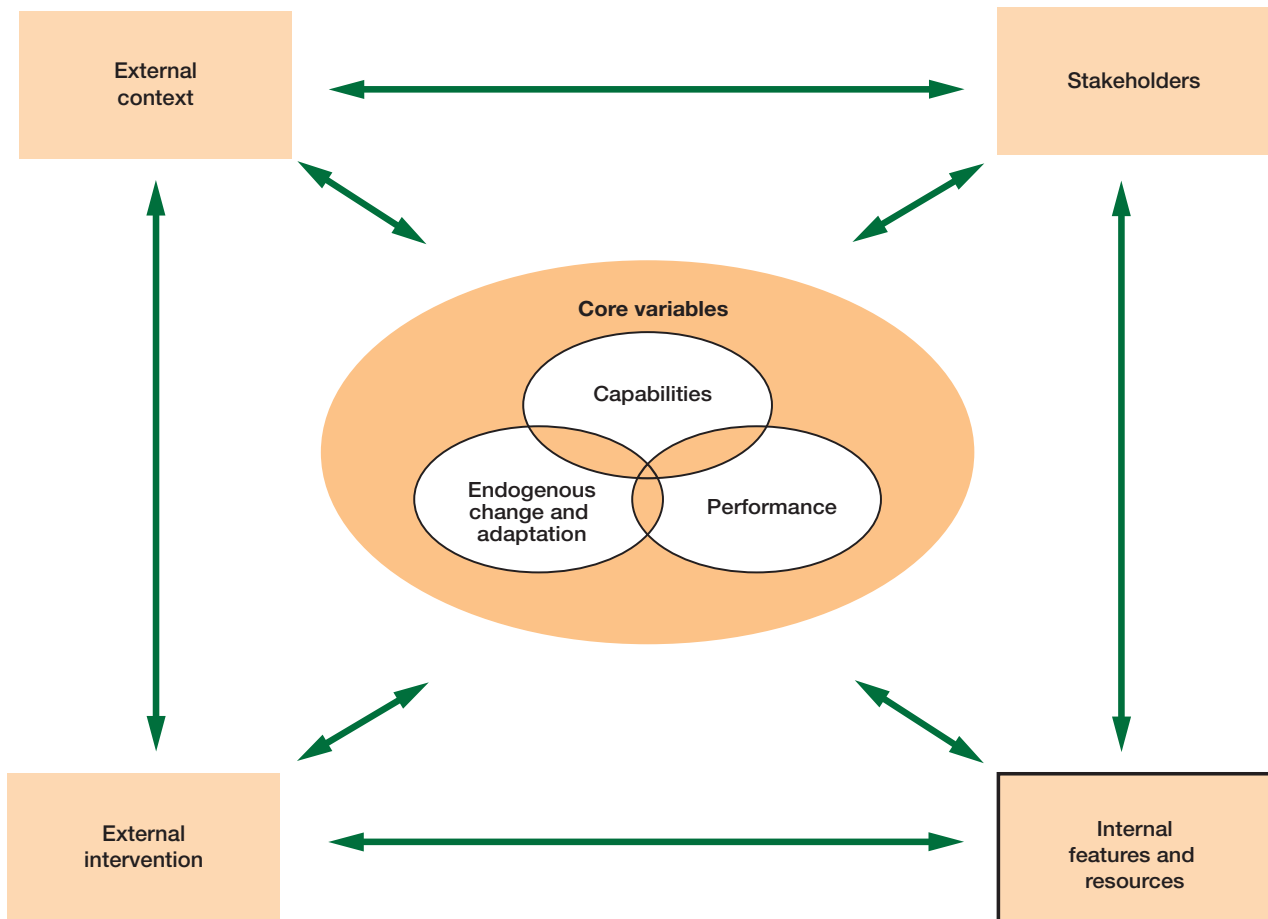 External
context
Stakeholders
Core variables
Capabilities
Endogenous
change and
adaptation
Performance
External
intervention
Internal
features and
resources